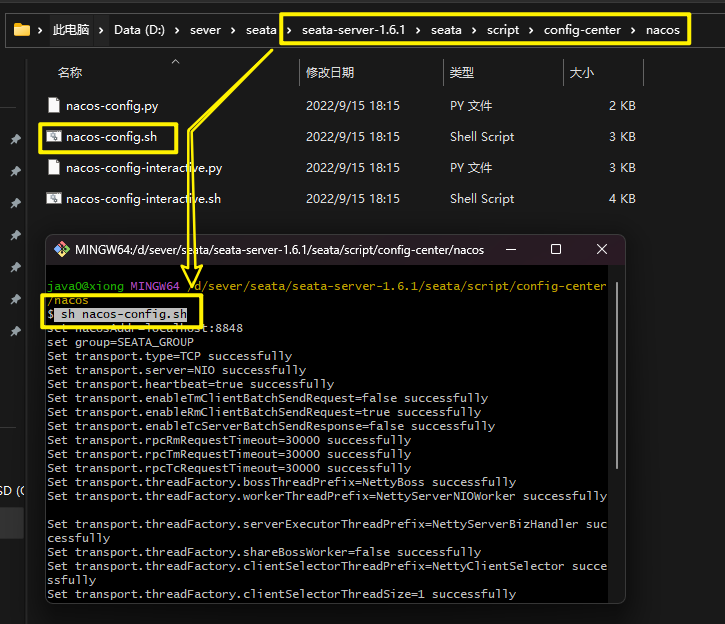 此电脑 Data (D:) sever seata seata-server-1.6.1 seata script config-center nacos
名称 修改日期 类型 大小
nacos-config.py 2022/9/15 18:15 PY 文件 2 KB
nacos-config.sh 2022/9/15 18:15 Shell Script 3 KB
nacos-config-interactive.py 2022/9/15 18:15 PY 文件 3 KB
nacos-config-interactive.sh 2022/9/15 18:15 Shell Script 4 KB
MINGW64:/d/sever/seata/seata-server-1.6.1/seata/script/config-center/nacos
java0@xiong MINGW64 /d/sever/seata/seata-server-1.6.1/seata/script/config-center
/nacos
$ sh nacos-config.sh
set nacosAddr=localhost:8848
set group=SEATA_GROUP
Set transport.type=TCP successfully
Set transport.server=NIO successfully
Set transport.heartbeat=true successfully
Set transport.enableTmClientBatchSendRequest=false successfully
Set transport.enableRmClientBatchSendRequest=true successfully
Set transport.enableTcServerBatchSendResponse=false successfully
Set transport.rpcRmRequestTimeout=30000 successfully
Set transport.rpcTmRequestTimeout=30000 successfully
Set transport.rpcTcRequestTimeout=30000 successfully
Set transport.threadFactory.bossThreadPrefix=NettyBoss successfully
Set transport.threadFactory.workerThreadPrefix=NettyServerNIOWorker successfully
Set transport.threadFactory.serverExecutorThreadPrefix=NettyServerBizHandler suc
cessfully
Set transport.threadFactory.shareBossWorker=false successfully
Set transport.threadFactory.clientSelectorThreadPrefix=NettyClientSelector succe
ssfully
Set transport.threadFactory.clientSelectorThreadSize=1 successfully